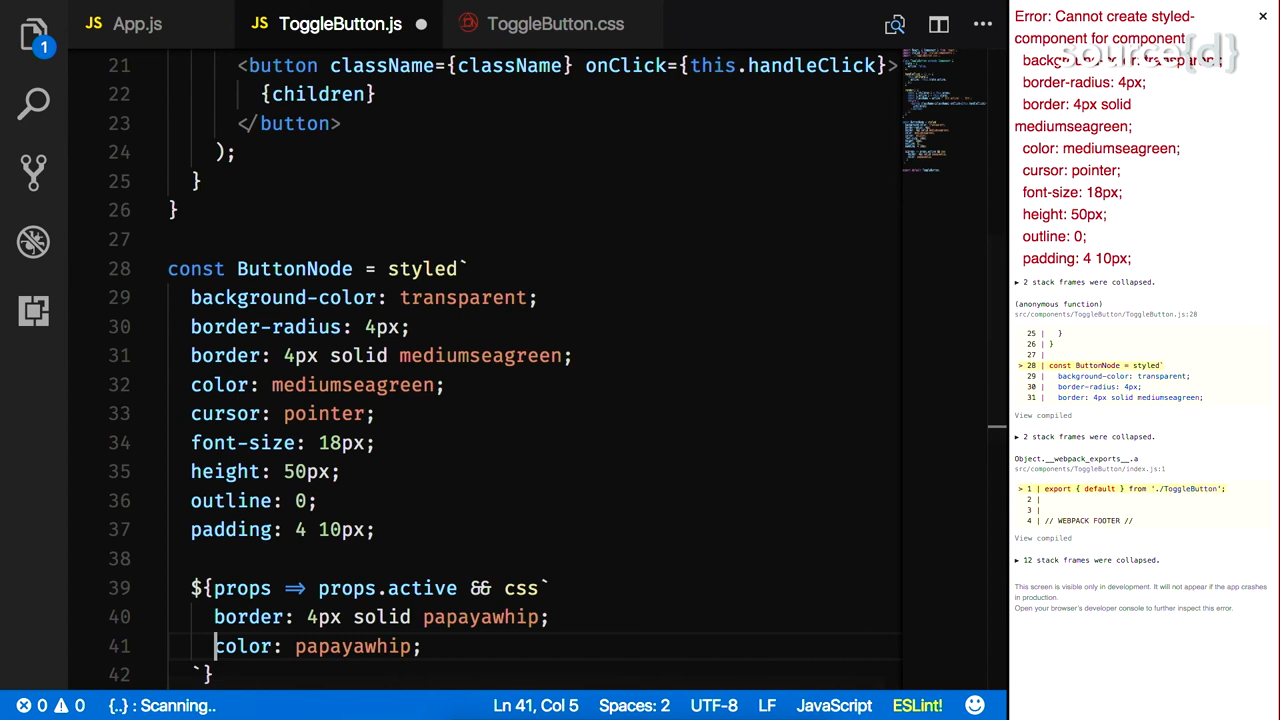 JS App.js
JS ToggleButton.js
ToggleButton.css
1
21 <button className={className} onClick={this.handleClick}>
22 {children}
23 </button>
24 );
25 }
26 }
27
28 const ButtonNode = styled`
29 background-color: transparent;
30 border-radius: 4px;
31 border: 4px solid mediumseagreen;
32 color: mediumseagreen;
33 cursor: pointer;
34 font-size: 18px;
35 height: 50px;
36 outline: 0;
37 padding: 4 10px;
38
39 ${props => props.active && css`
40 border: 4px solid papayawhip;
41 color: papayawhip;
42 `}
0 0 {..} : Scanning.. Ln 41, Col 5 Spaces: 2 UTF-8 LF JavaScript ESLint!
Error: Cannot create styled-
component for component
source{d}
background-color: transparent;
border-radius: 4px;
border: 4px solid
mediumseagreen;
color: mediumseagreen;
cursor: pointer;
font-size: 18px;
height: 50px;
outline: 0;
padding: 4 10px;
▶ 2 stack frames were collapsed.
(anonymous function)
src/components/ToggleButton/ToggleButton.js:28
25 | }
26 | }
27 |
> 28 | const ButtonNode = styled`
29 | background-color: transparent;
30 | border-radius: 4px;
31 | border: 4px solid mediumseagreen;
View compiled
▶ 2 stack frames were collapsed.
Object.__webpack_exports__.a
src/components/ToggleButton/index.js:1
> 1 | export { default } from './ToggleButton';
2 |
3 |
4 | // WEBPACK FOOTER //
View compiled
▶ 12 stack frames were collapsed.
This screen is visible only in development. It will not appear if the app crashes
in production.
Open your browser's developer console to further inspect this error.